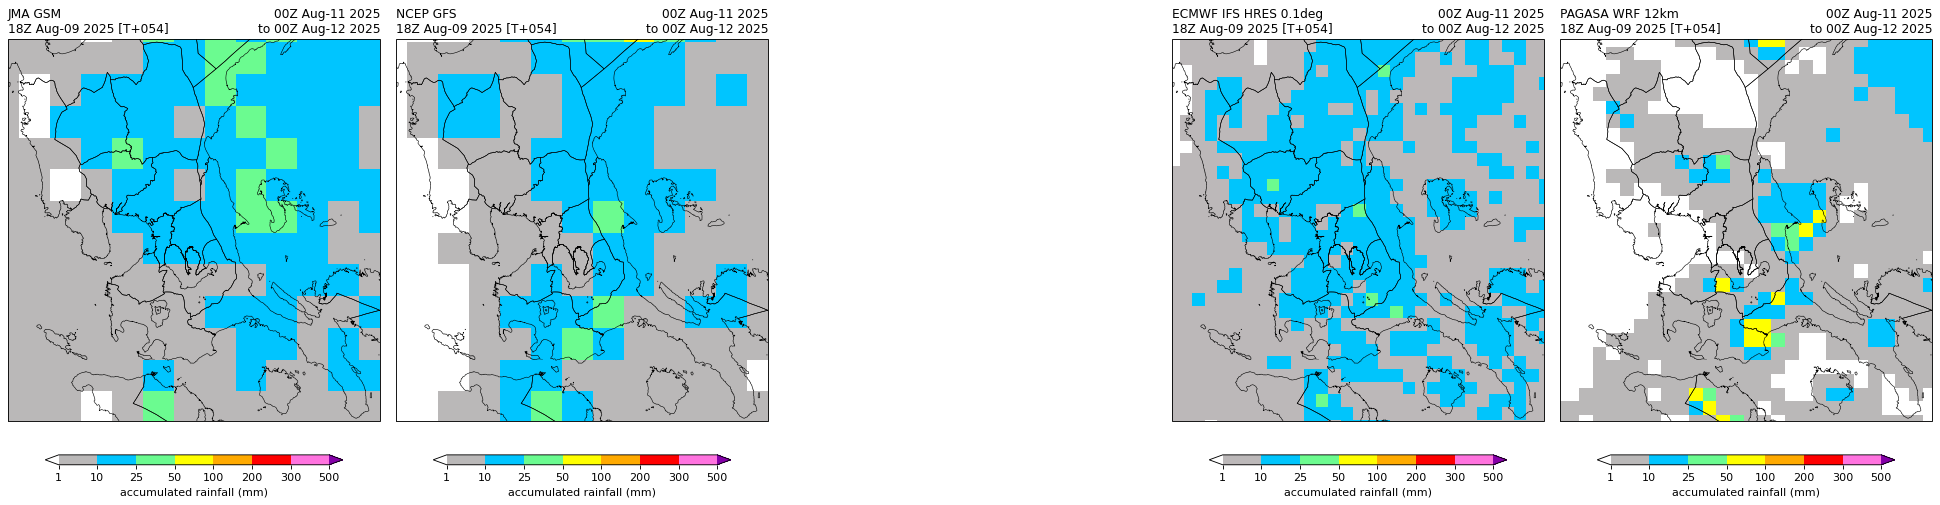 JMA GSM 00Z Aug-11 2025
18Z Aug-09 2025 [T+054] to 00Z Aug-12 2025
NCEP GFS 00Z Aug-11 2025
18Z Aug-09 2025 [T+054] to 00Z Aug-12 2025
ECMWF IFS HRES 0.1deg 00Z Aug-11 2025
18Z Aug-09 2025 [T+054] to 00Z Aug-12 2025
PAGASA WRF 12km 00Z Aug-11 2025
18Z Aug-09 2025 [T+054] to 00Z Aug-12 2025
1 10 25 50 100 200 300 500
accumulated rainfall (mm)
1 10 25 50 100 200 300 500
accumulated rainfall (mm)
1 10 25 50 100 200 300 500
accumulated rainfall (mm)
1 10 25 50 100 200 300 500
accumulated rainfall (mm)